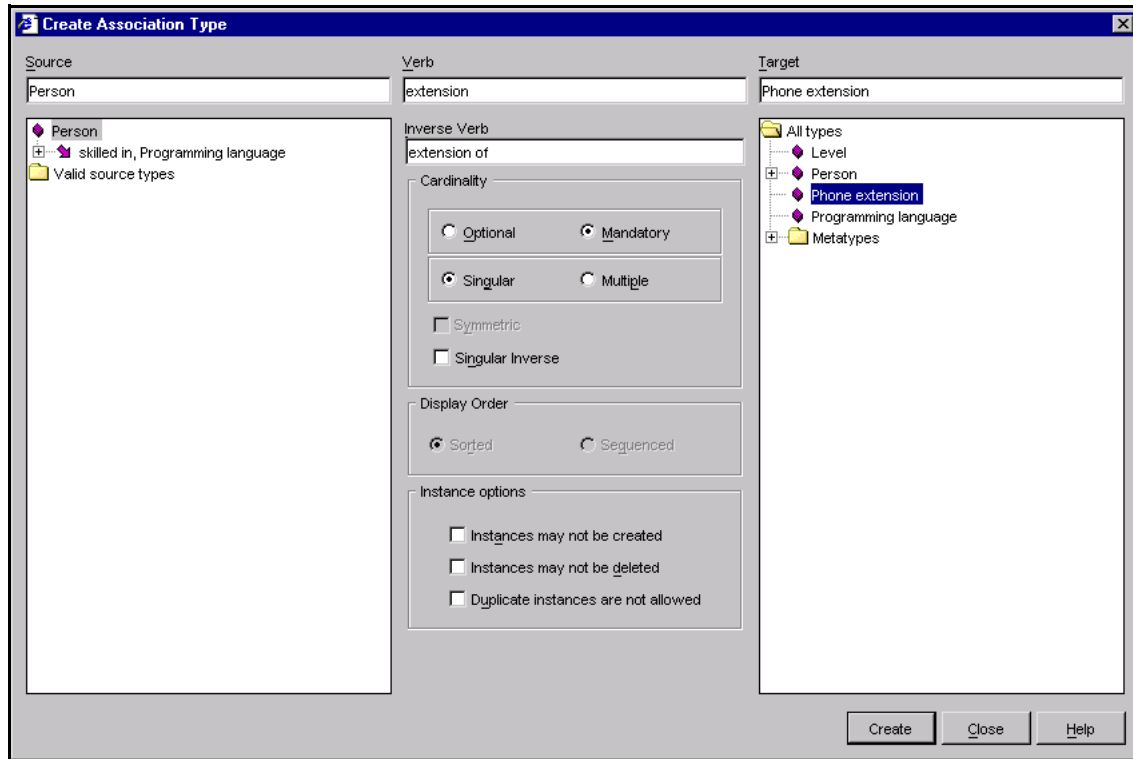 Create Association Type
Source
Verb
Target
Person
extension
Phone extension
Person
skilled in, Programming language
Valid source types
Inverse Verb
extension of
Cardinality
Optional
Mandatory
Singular
Multiple
Symmetric
Singular Inverse
Display Order
Sorted
Sequenced
Instance options
Instances may not be created
Instances may not be deleted
Duplicate instances are not allowed
All types
Level
Person
Phone extension
Programming language
Metatypes
Create
Close
Help